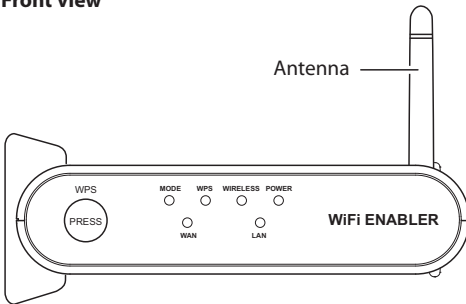 Front view
Antenna
WPS
PRESS
MODE WPS WIRELESS POWER
WAN LAN
WiFi ENABLER